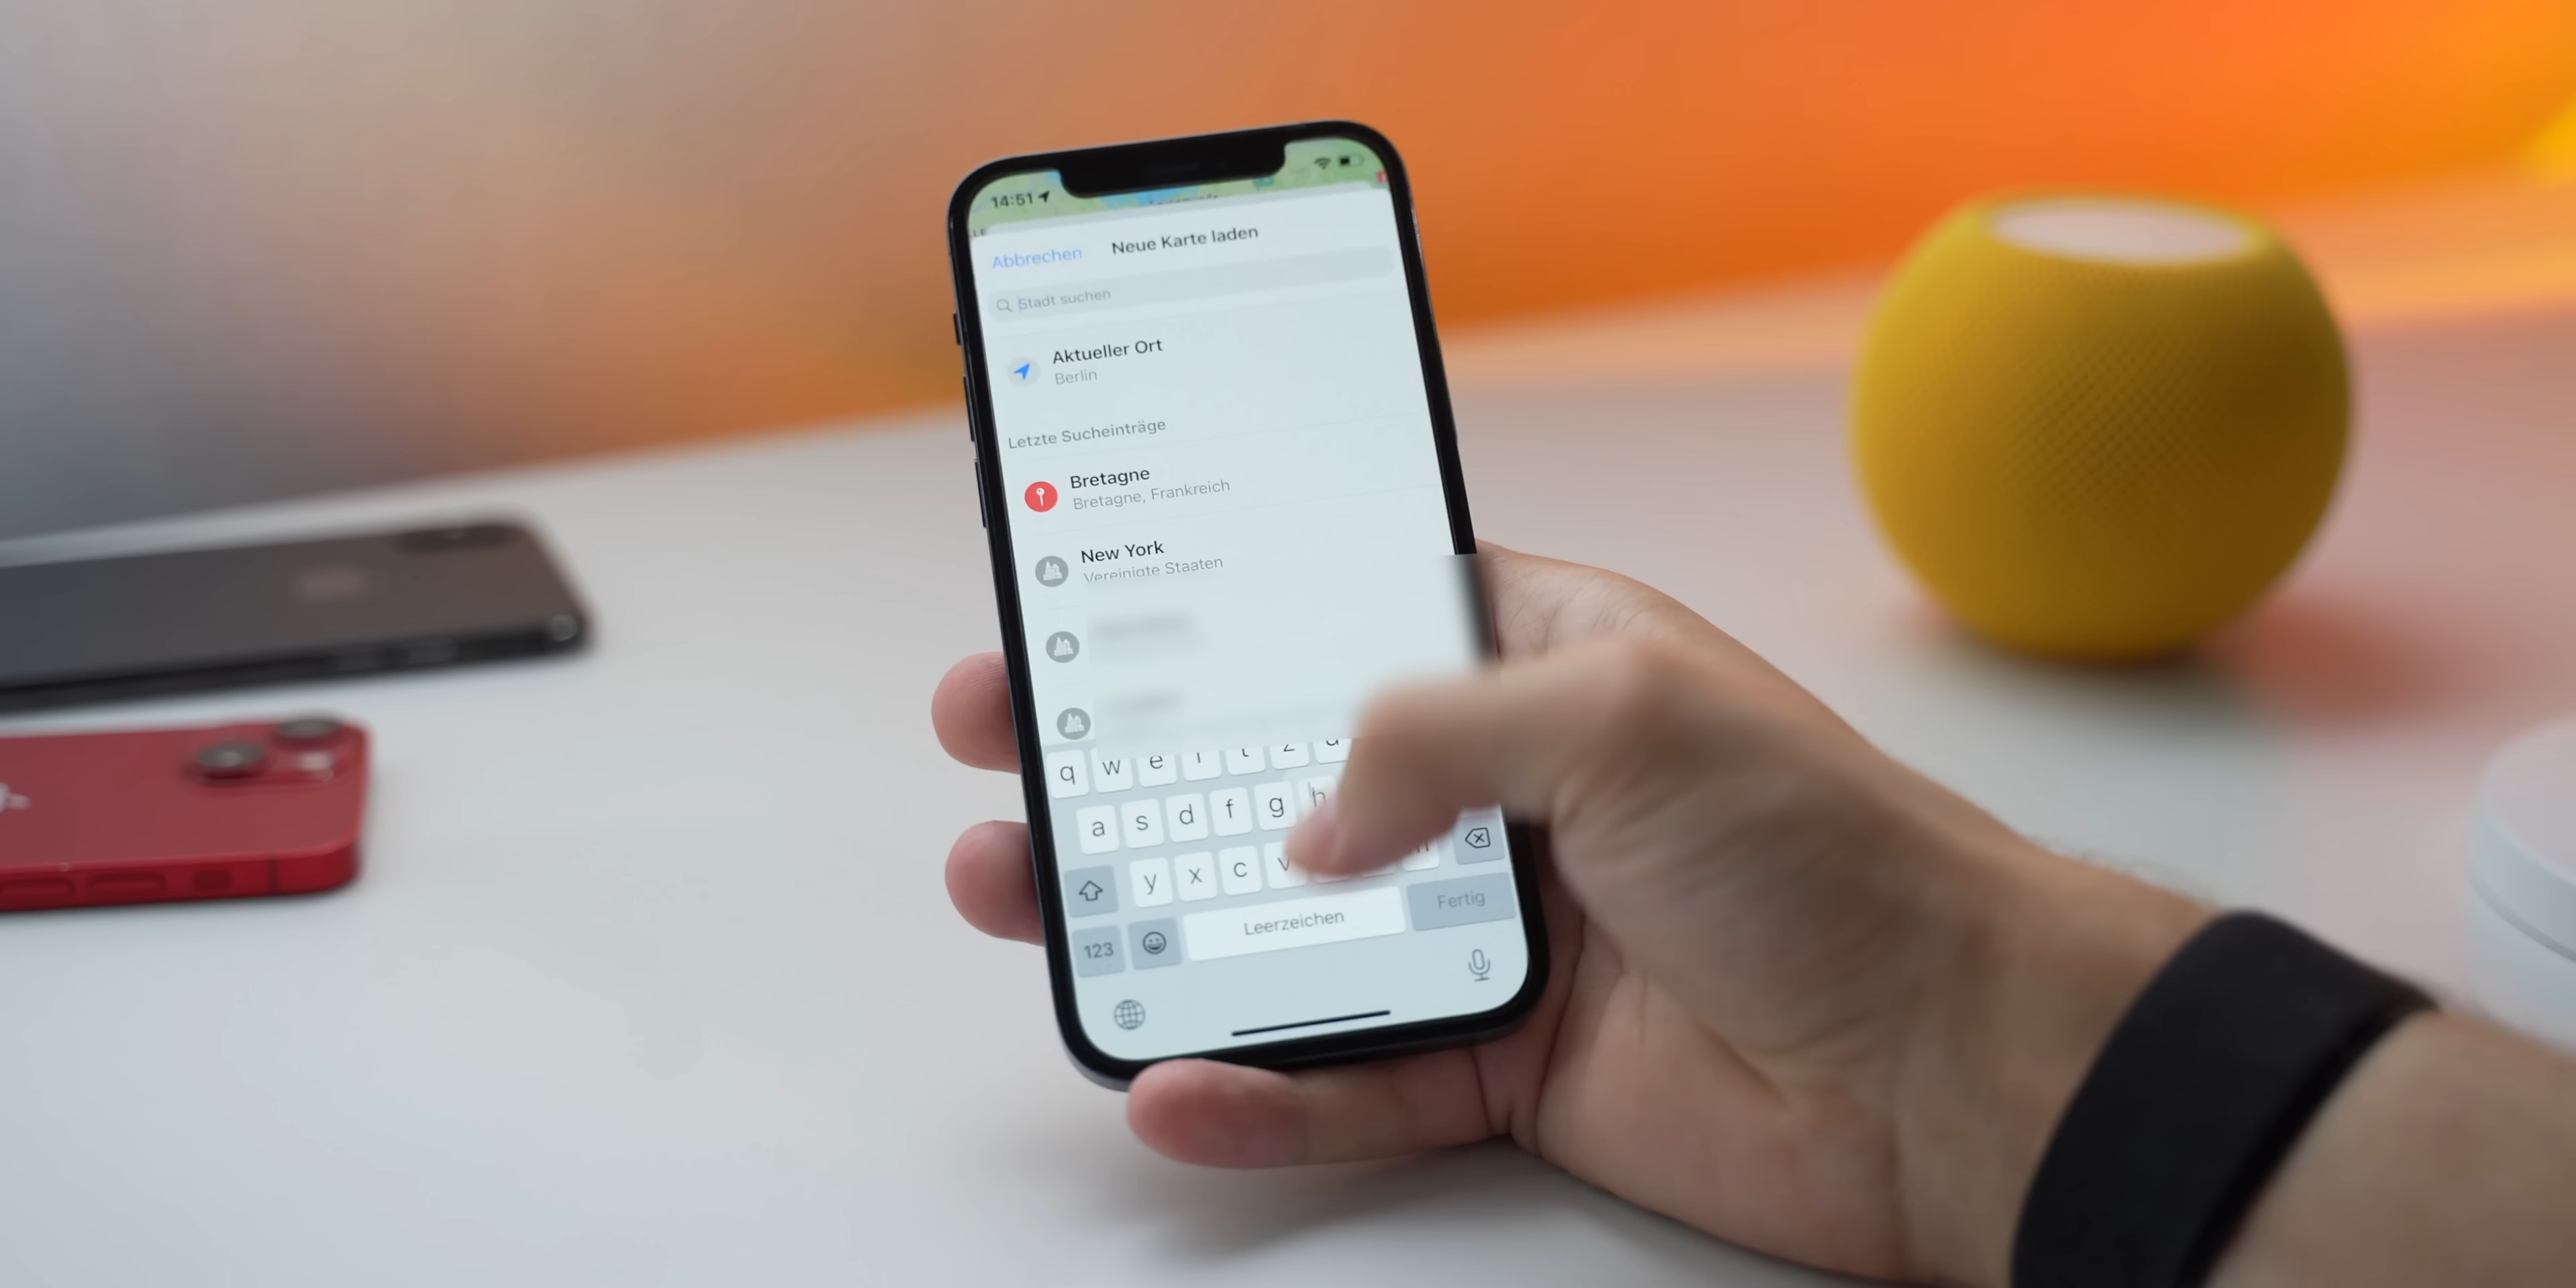 14:51
Abbrechen Neue Karte laden
Stadt suchen
Aktueller Ort
Berlin
Letzte Sucheinträge
Bretagne
Bretagne, Frankreich
New York
Vereinigte Staaten
q w e r t z u
a s d f g h
y x c v
123 Leerzeichen Fertig